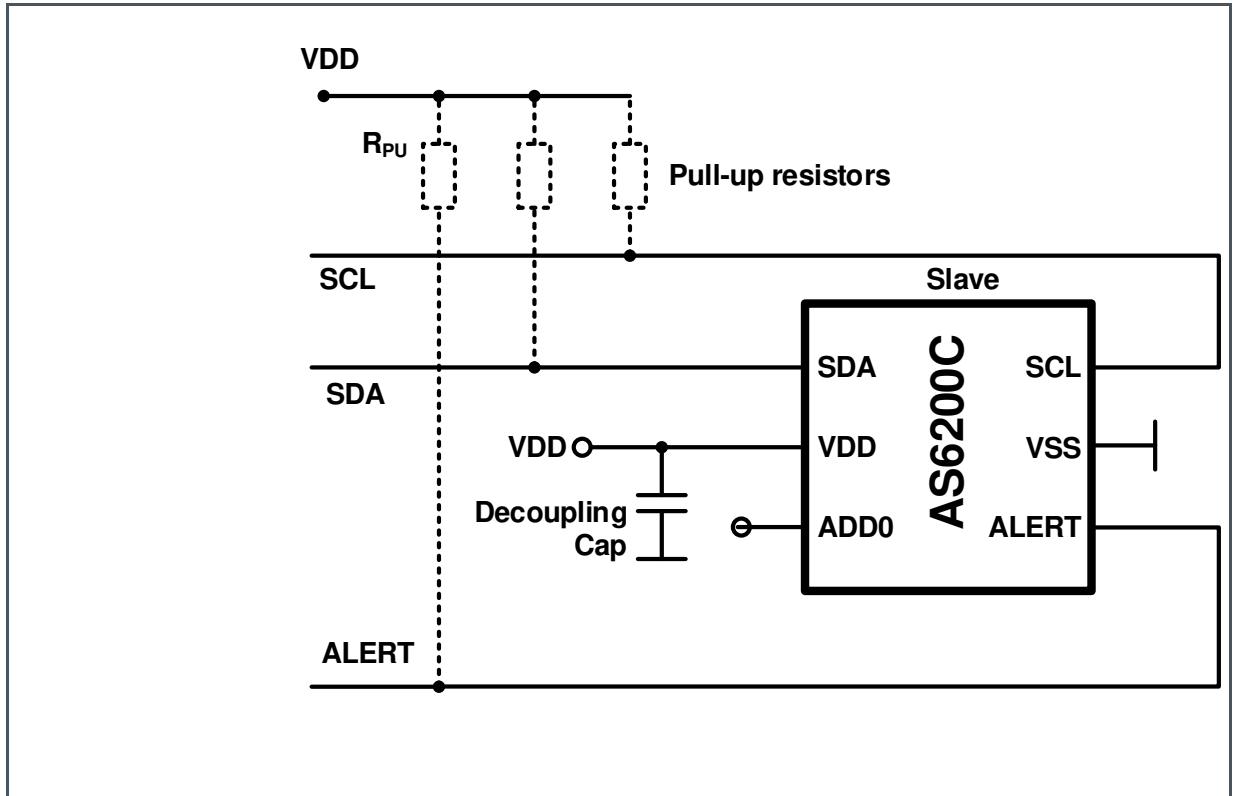 VDD
RPU
Pull-up resistors
SCL
Slave
SDA
SCL
SDA
VDD
VDD
VSS
AS6200C
Decoupling
Cap
ADD0
ALERT
ALERT